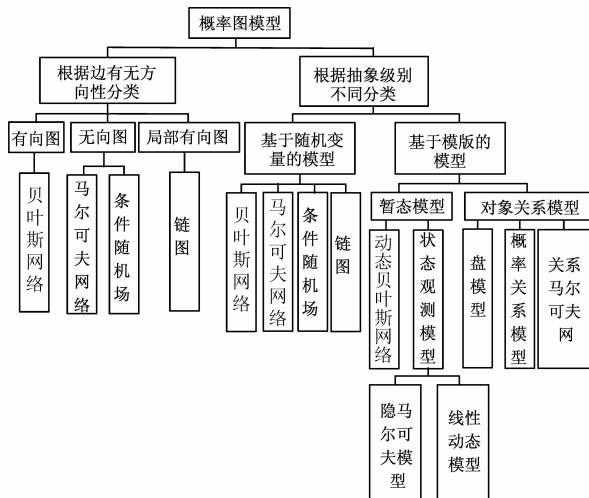 概率图模型
根据边有无方
向性分类
根据抽象级别
不同分类
有向图
无向图
局部有向图
基于随机变
量的模型
基于模版的
模型
贝叶斯网络
马尔可夫网络
条件随机场
链图
贝叶斯网络
马尔可夫网络
条件随机场
链图
暂态模型
对象关系模型
动态贝叶斯网络
状态观测模型
盘模型
概率关系模型
关系
马尔
可夫
网
隐马
尔可
夫模型
线性
动态
模型